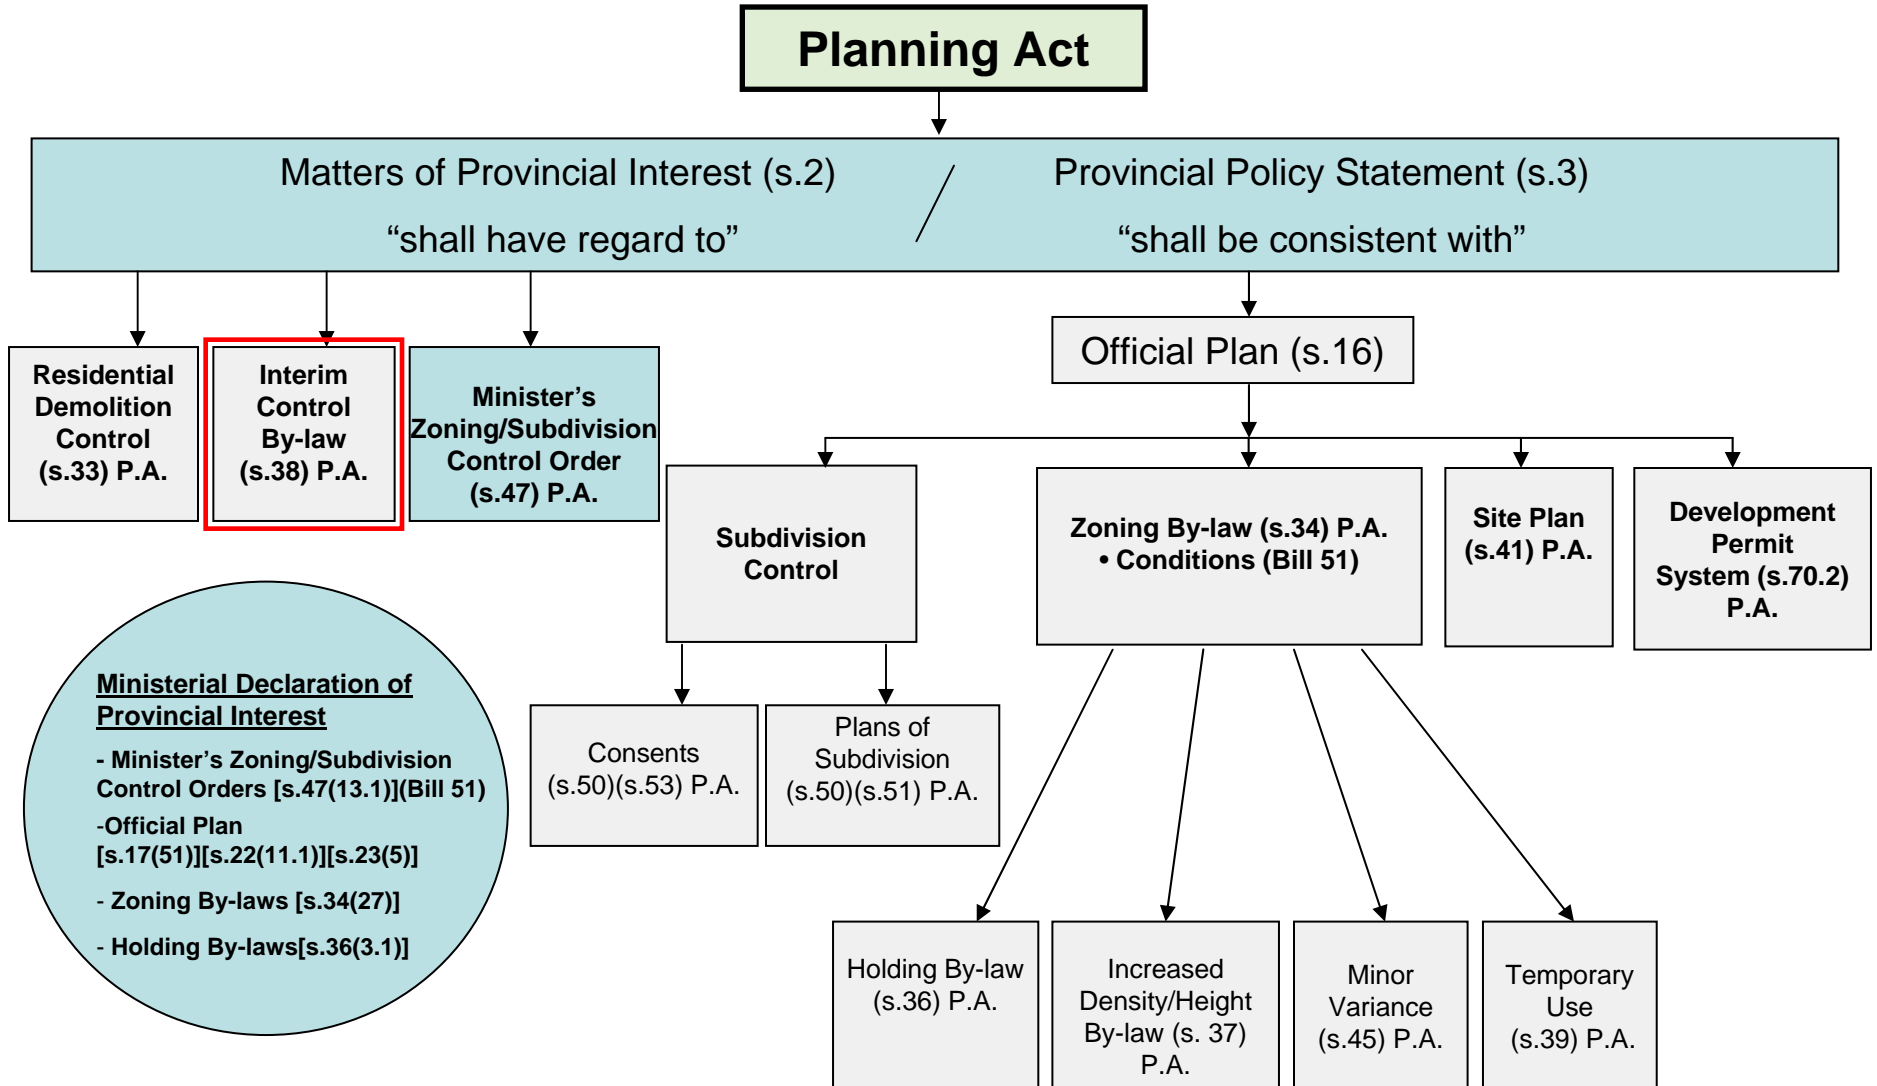 Planning Act
Matters of Provincial Interest (s.2) / Provincial Policy Statement (s.3)
“shall have regard to” “shall be consistent with”
Residential
Demolition
Control
(s.33) P.A.
Interim
Control
By-law
(s.38) P.A.
Minister’s
Zoning/Subdivision
Control Order
(s.47) P.A.
Official Plan (s.16)
Subdivision
Control
Zoning By-law (s.34) P.A.
• Conditions (Bill 51)
Site Plan
(s.41) P.A.
Development
Permit
System (s.70.2)
P.A.
Ministerial Declaration of
Provincial Interest
- Minister’s Zoning/Subdivision
Control Orders [s.47(13.1)](Bill 51)
-Official Plan
[s.17(51)][s.22(11.1)][s.23(5)]
- Zoning By-laws [s.34(27)]
- Holding By-laws[s.36(3.1)]
Consents
(s.50)(s.53) P.A.
Plans of
Subdivision
(s.50)(s.51) P.A.
Holding By-law
(s.36) P.A.
Increased
Density/Height
By-law (s. 37)
P.A.
Minor
Variance
(s.45) P.A.
Temporary
Use
(s.39) P.A.